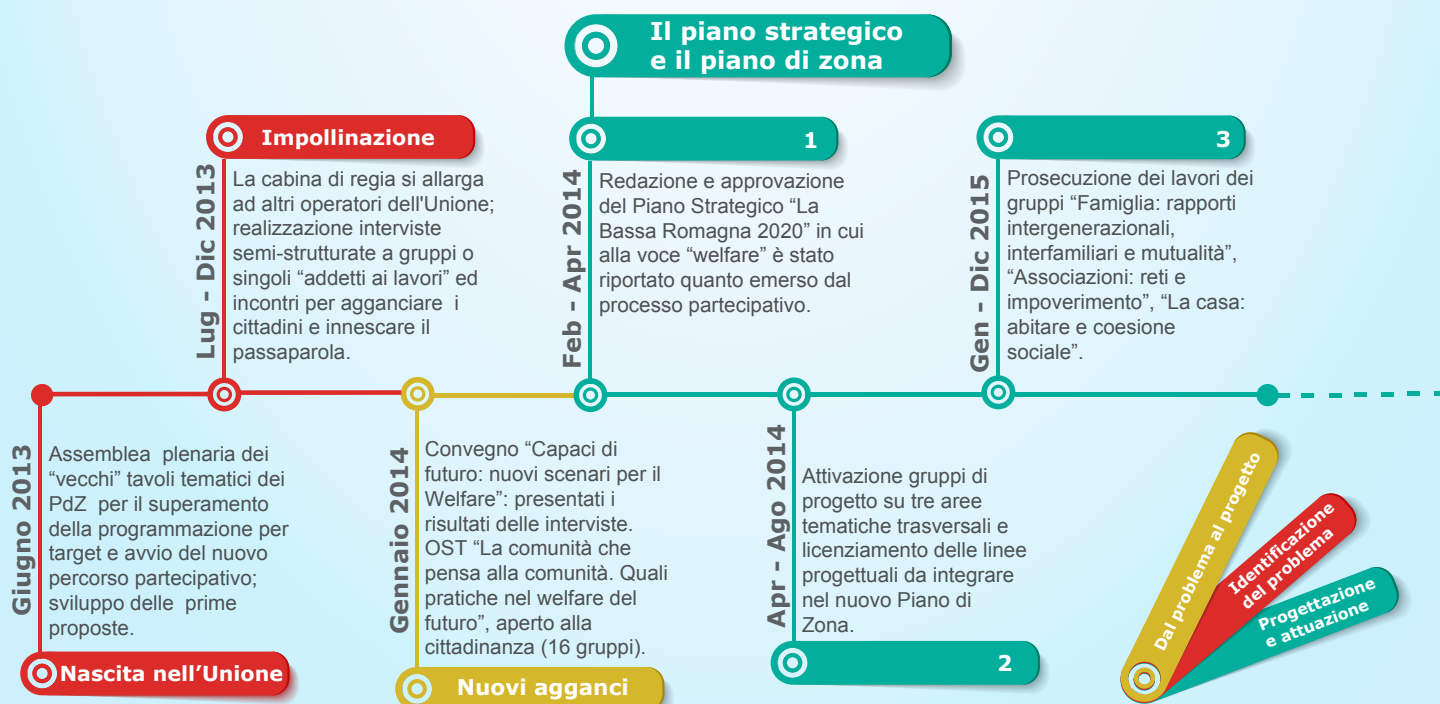 Il piano strategico
e il piano di zona
Impollinazione
Lug - Dic 2013
La cabina di regia si allarga
ad altri operatori dell'Unione;
realizzazione interviste
semi-strutturate a gruppi o
singoli “addetti ai lavori” ed
incontri per agganciare i
cittadini e innescare il
passaparola.
1
Feb - Apr 2014
Redazione e approvazione
del Piano Strategico “La
Bassa Romagna 2020” in cui
alla voce “welfare” è stato
riportato quanto emerso dal
processo partecipativo.
3
Gen - Dic 2015
Prosecuzione dei lavori dei
gruppi “Famiglia: rapporti
intergenerazionali,
interfamiliari e mutualità”,
“Associazioni: reti e
impoverimento”, “La casa:
abitare e coesione
sociale”.
Giugno 2013
Assemblea plenaria dei
“vecchi” tavoli tematici dei
PdZ per il superamento
della programmazione per
target e avvio del nuovo
percorso partecipativo;
sviluppo delle prime
proposte.
Nascita nell’Unione
Gennaio 2014
Convegno “Capaci di
futuro: nuovi scenari per il
Welfare”: presentati i
risultati delle interviste.
OST “La comunità che
pensa alla comunità. Quali
pratiche nel welfare del
futuro”, aperto alla
cittadinanza (16 gruppi).
Nuovi agganci
Apr - Ago 2014
Attivazione gruppi di
progetto su tre aree
tematiche trasversali e
licenziamento delle linee
progettuali da integrare
nel nuovo Piano di
Zona.
2
Dal problema al progetto
Identificazione
del problema
Progettazione
e attuazione